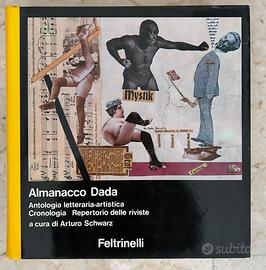 Mystik
Almanacco Dada
Antologia letteraria-artistica
Cronologia Repertorio delle riviste
a cura di Arturo Schwarz
Feltrinelli
subito